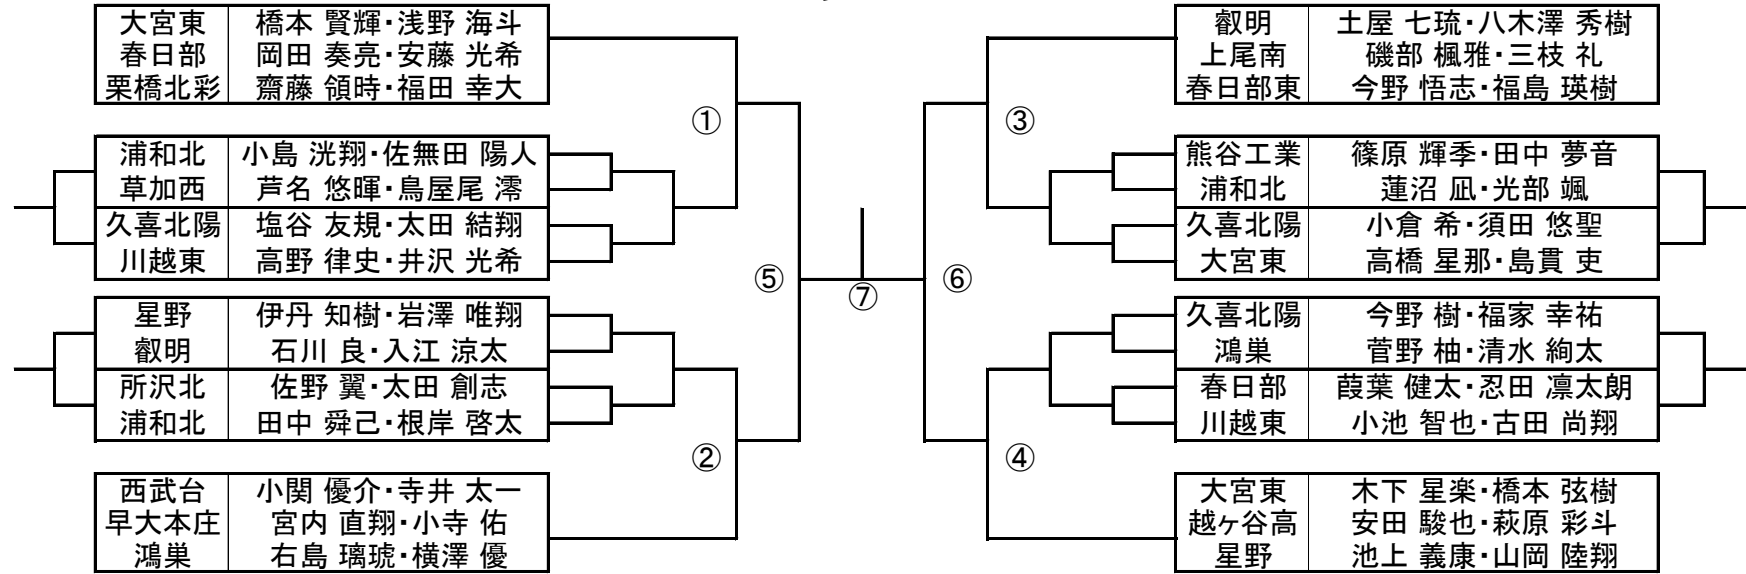 大宮東 橋本 賢輝・浅野 海斗
春日部 岡田 奏亮・安藤 光希
栗橋北彩 齋藤 領時・福田 幸大
①
浦和北 小島 洸翔・佐無田 陽人
草加西 芦名 悠暉・鳥屋尾 澪
久喜北陽 塩谷 友規・太田 結翔
川越東 高野 律史・井沢 光希
⑤
星野 伊丹 知樹・岩澤 唯翔
叡明 石川 良・入江 涼太
所沢北 佐野 翼・太田 創志
浦和北 田中 舜己・根岸 啓太
②
西武台 小関 優介・寺井 太一
早大本庄 宮内 直翔・小寺 佑
鴻巣 右島 璃琥・横澤 優
⑦
叡明 土屋 七琉・八木澤 秀樹
上尾南 磯部 楓雅・三枝 礼
春日部東 今野 悟志・福島 瑛樹
③
熊谷工業 篠原 輝季・田中 夢音
浦和北 蓮沼 凪・光部 颯
久喜北陽 小倉 希・須田 悠聖
大宮東 高橋 星那・島貫 吏
⑥
久喜北陽 今野 樹・福家 幸祐
鴻巣 菅野 柚・清水 絢太
春日部 葭葉 健太・忍田 凛太朗
川越東 小池 智也・古田 尚翔
④
大宮東 木下 星楽・橋本 弦樹
越ヶ谷高 安田 駿也・萩原 彩斗
星野 池上 義康・山岡 陸翔